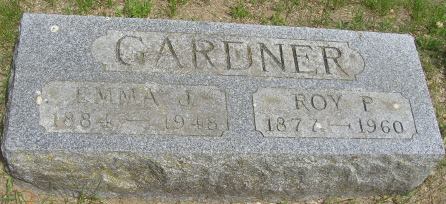 GARDNER
EMMA J.
1884 — 1948
ROY P.
1877 — 1960